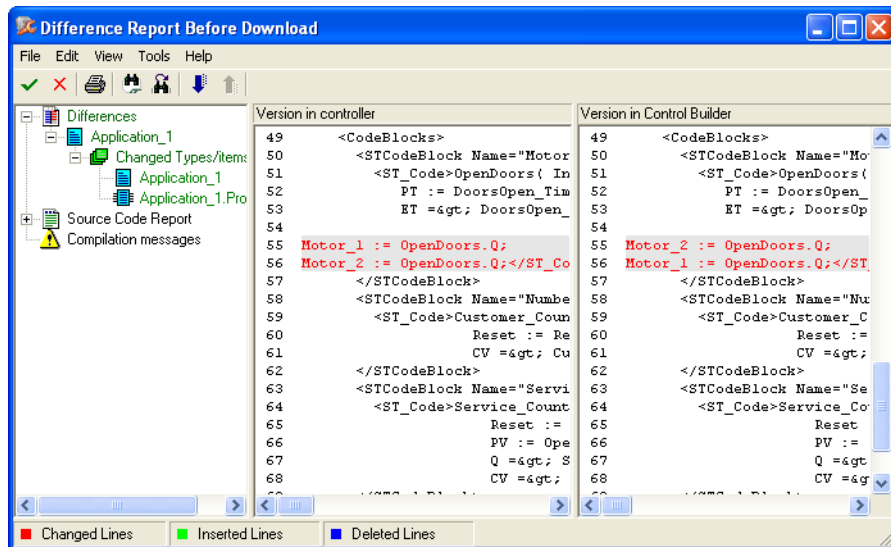 Difference Report Before Download
File Edit View Tools Help
Differences
Application_1
Changed Types/items
Application_1
Application_1.Pro
Source Code Report
Compilation messages
Version in controller
49 <CodeBlocks>
50 <STCodeBlock Name="Motor
51 <ST_Code>OpenDoors( In
52 PT := DoorsOpen_Tim
53 ET =&gt; DoorsOpen_
54
55 Motor_1 := OpenDoors.Q;
56 Motor_2 := OpenDoors.Q;</ST_Co
57 </STCodeBlock>
58 <STCodeBlock Name="Numbe
59 <ST_Code>Customer_Coun
60 Reset := Re
61 CV =&gt; Cu
62 </STCodeBlock>
63 <STCodeBlock Name="Servi
64 <ST_Code>Service_Count
65 Reset :=
66 PV := Ope
67 Q =&gt; S
68 CV =&gt;
Version in Control Builder
49 <CodeBlocks>
50 <STCodeBlock Name="Mo
51 <ST_Code>OpenDoors(
52 PT := DoorsOpen_
53 ET =&gt; DoorsOp
54
55 Motor_2 := OpenDoors.Q;
56 Motor_1 := OpenDoors.Q;</ST_
57 </STCodeBlock>
58 <STCodeBlock Name="Nu
59 <ST_Code>Customer_C
60 Reset :=
61 CV =&gt;
62 </STCodeBlock>
63 <STCodeBlock Name="Se
64 <ST_Code>Service_Co
65 Reset
66 PV :=
67 Q =&gt
68 CV =&g
Changed Lines
Inserted Lines
Deleted Lines